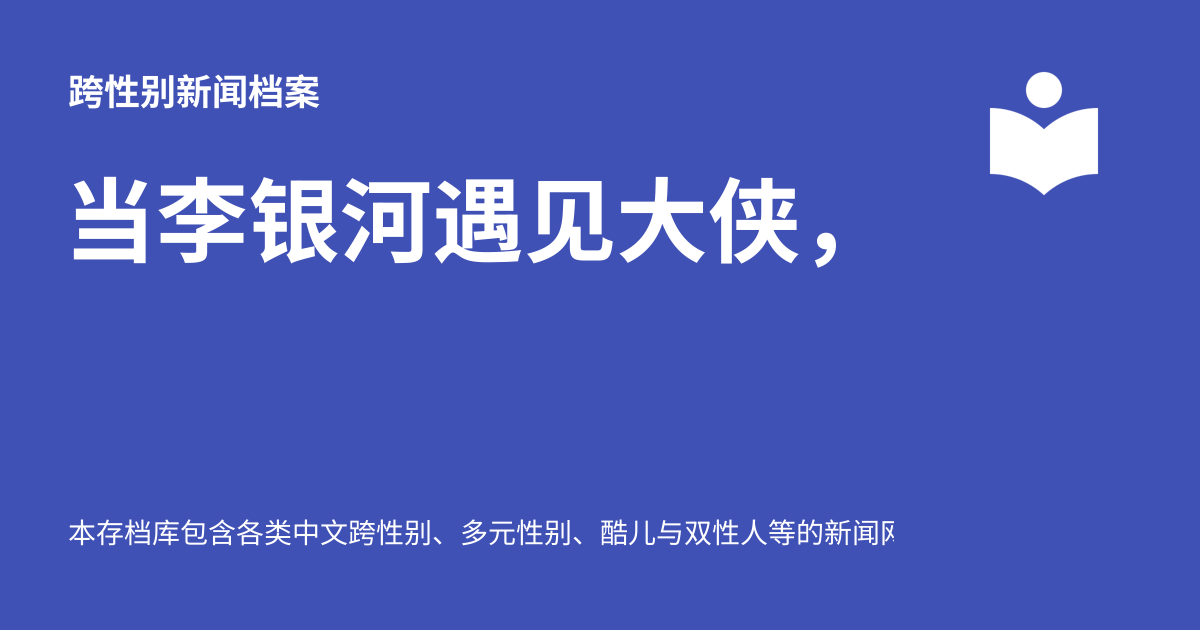 跨性别新闻档案
当李银河遇见大侠，
本存档库包含各类中文跨性别、多元性别、酷儿与双性人等的新闻